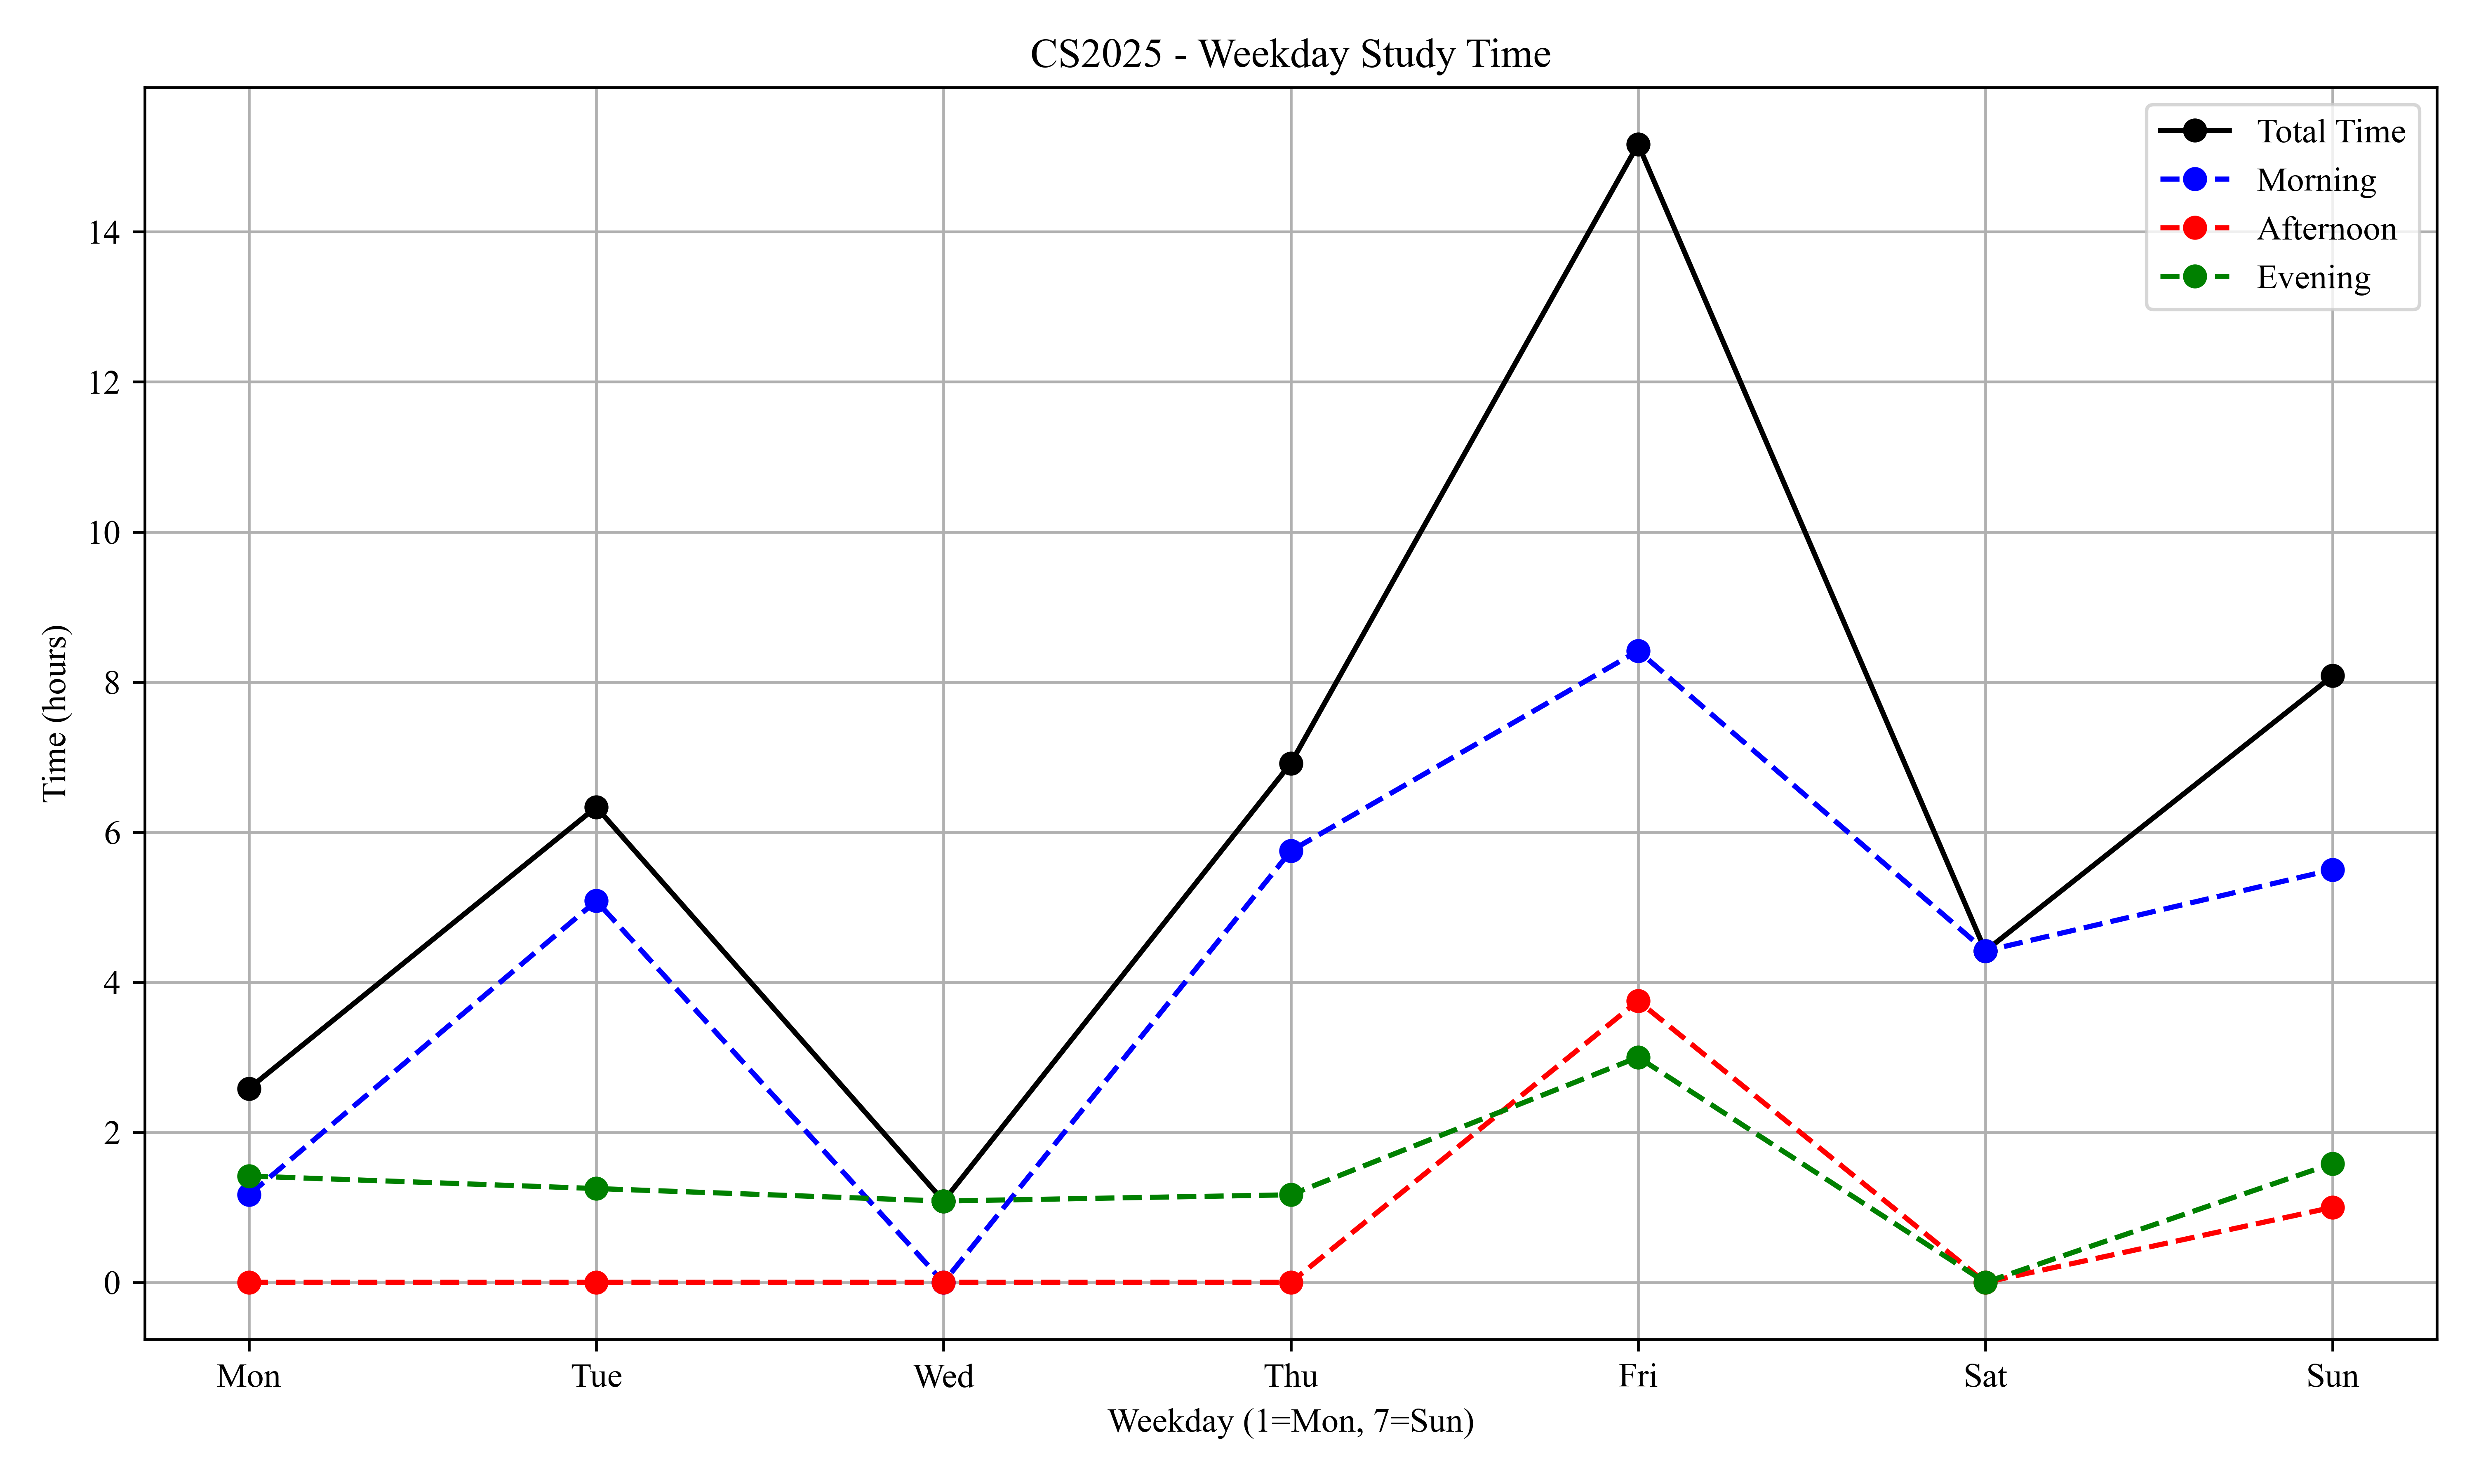 CS2025 - Weekday Study Time
Total Time
Morning
Afternoon
Evening
Time (hours)
14
12
10
8
6
4
2
0
Mon Tue Wed Thu Fri Sat Sun
Weekday (1=Mon, 7=Sun)